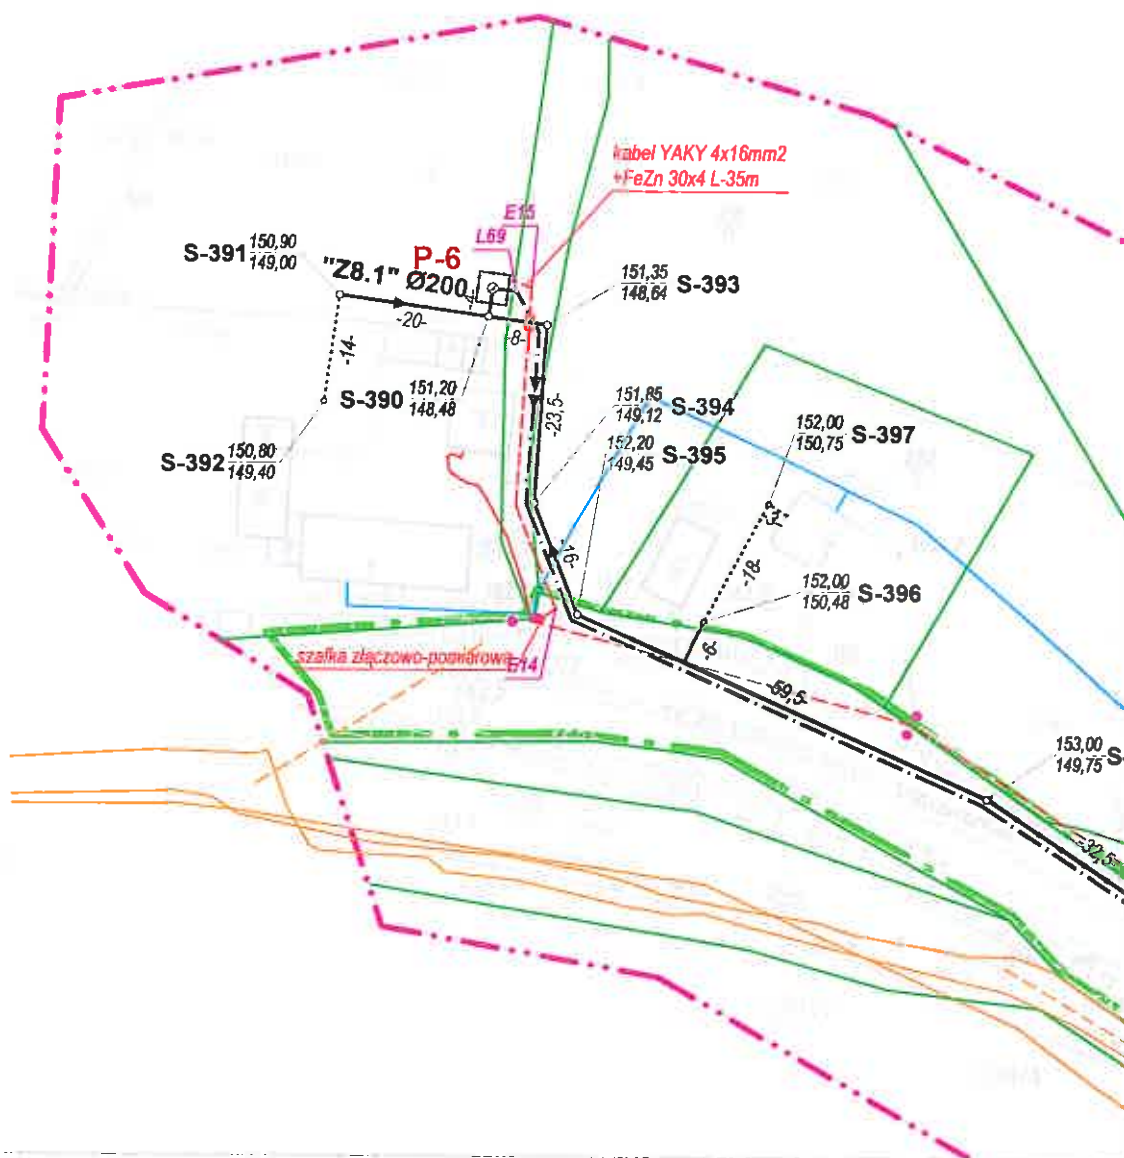 kabel YAKY 4x16mm2
+FeZn 30x4 L-35m
E15
L69
P-6
S-391 150,90
149,00
"Z8.1" Ø200
151,35
148,64 S-393
-4-
-20-
-8-
-14-
S-390 151,20
148,48
-23,5-
151,85
149,12 S-394
152,20
149,45 S-395
152,00
150,75 S-397
S-392 150,80
149,40
-16-
-18-
152,00
150,48 S-396
-6-
szafka złączowo-pomiarowa
E14
-59,5-
153,00
149,75 S-
-32,5-